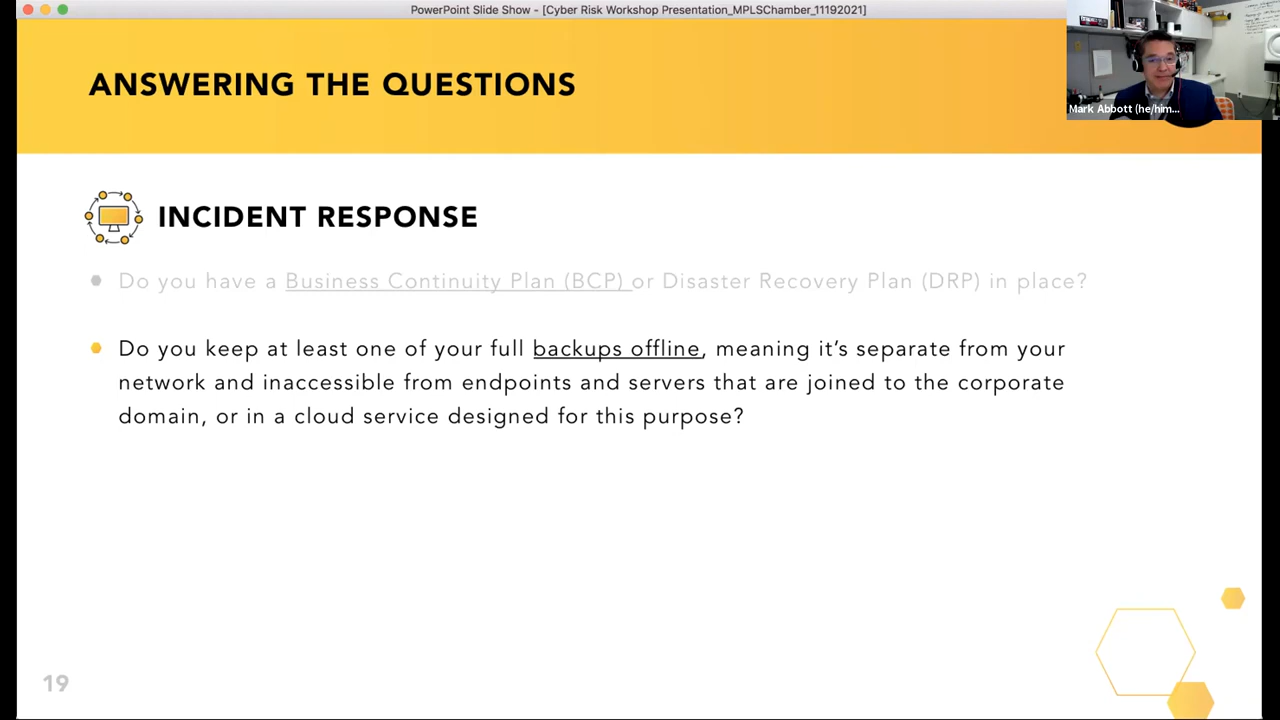 PowerPoint Slide Show - [Cyber Risk Workshop Presentation_MPLSChamber_11192021]
ANSWERING THE QUESTIONS
Mark Abbott (he/him...
INCIDENT RESPONSE
Do you have a Business Continuity Plan (BCP) or Disaster Recovery Plan (DRP) in place?
Do you keep at least one of your full backups offline, meaning it’s separate from your
network and inaccessible from endpoints and servers that are joined to the corporate
domain, or in a cloud service designed for this purpose?
19